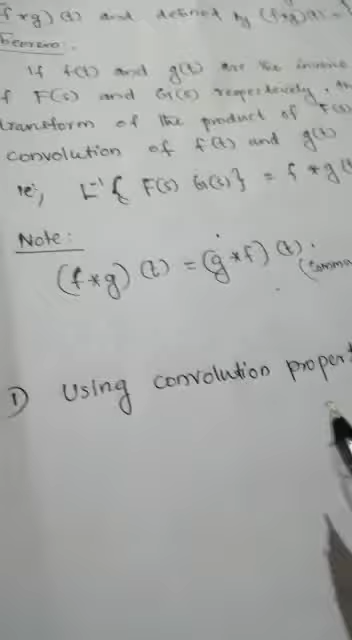 (f*g)(t) and defined by (f*g)(t) =
Theorem:
If f(t) and g(t) are the inverse
of F(s) and G(s) respectively, the
transform of the product of F(s)
convolution of f(t) and g(t)
ie; L⁻¹{ F(s) G(s)} = f * g(t
Note:
(f*g)(t) = (g*f)(t). (comm
1) Using convolution propert